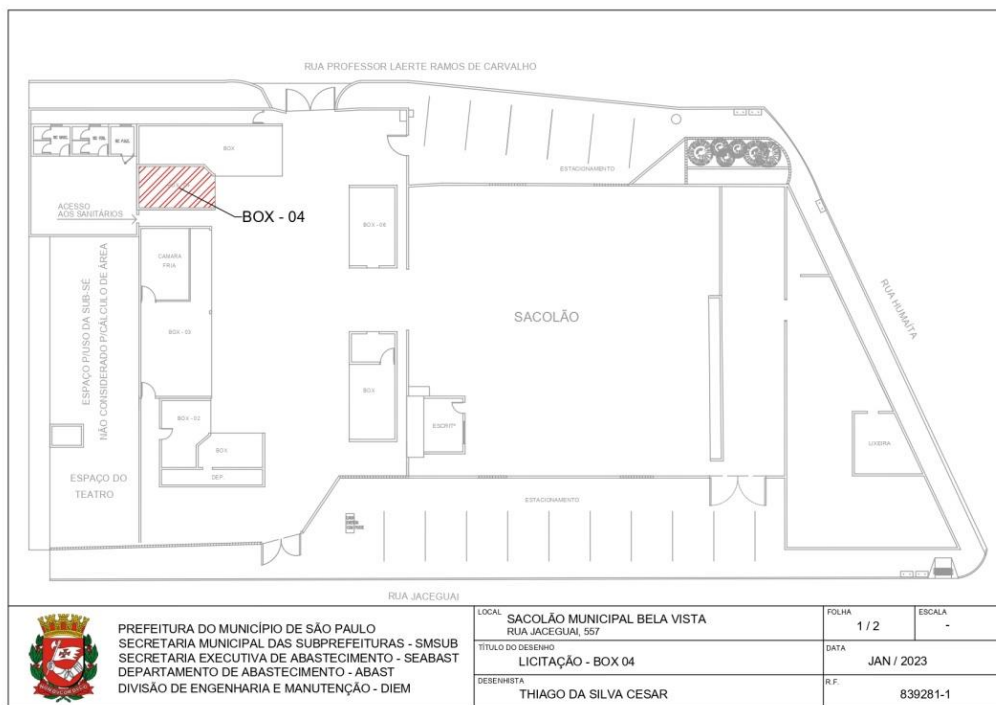 RUA PROFESSOR LAERTE RAMOS DE CARVALHO
BOX
ESTACIONAMENTO
ACESSO
AOS SANITÁRIOS
BOX - 04
BOX - 06
CAMARA
FRIA
ESPAÇO P/USO DA SUB-SÉ
NÃO CONSIDERADO P/CÁLCULO DE ÁREA
SACOLÃO
RUA HUMAÍTA
BOX - 03
BOX
BOX - 02
ESCRITº
LIXEIRA
BOX
DEP.
ESPAÇO DO
TEATRO
ESTACIONAMENTO
RUA JACEGUAI
PREFEITURA DO MUNICÍPIO DE SÃO PAULO
SECRETARIA MUNICIPAL DAS SUBPREFEITURAS - SMSUB
SECRETARIA EXECUTIVA DE ABASTECIMENTO - SEABAST
DEPARTAMENTO DE ABASTECIMENTO - ABAST
DIVISÃO DE ENGENHARIA E MANUTENÇÃO - DIEM
LOCAL
SACOLÃO MUNICIPAL BELA VISTA
RUA JACEGUAI, 557
FOLHA
1 / 2
ESCALA
-
TÍTULO DO DESENHO
LICITAÇÃO - BOX 04
DATA
JAN / 2023
DESENHISTA
THIAGO DA SILVA CESAR
R.F.
839281-1